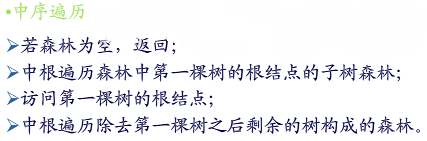 •中序遍历
➢若森林为空，返回；
➢中根遍历森林中第一棵树的根结点的子树森林；
➢访问第一棵树的根结点；
➢中根遍历除去第一棵树之后剩余的树构成的森林。